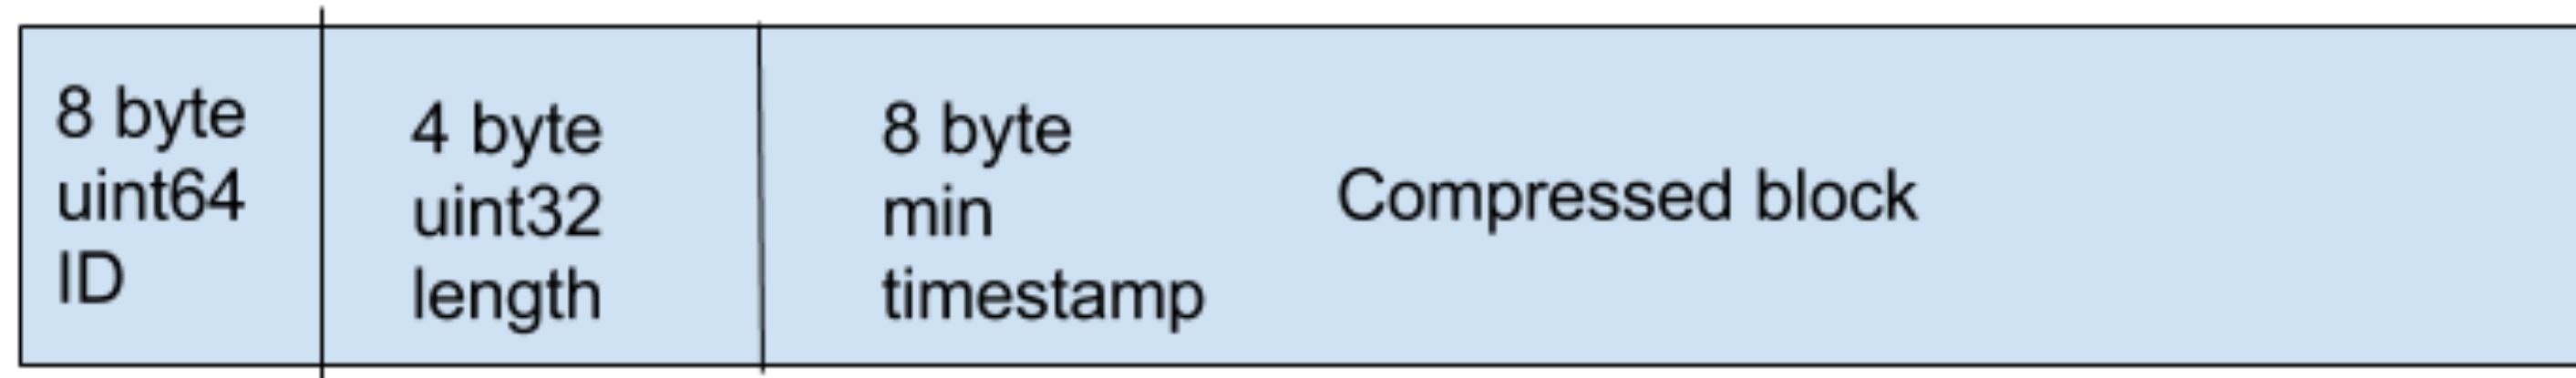 8 byte
uint64
ID
4 byte
uint32
length
8 byte
min
timestamp
Compressed block